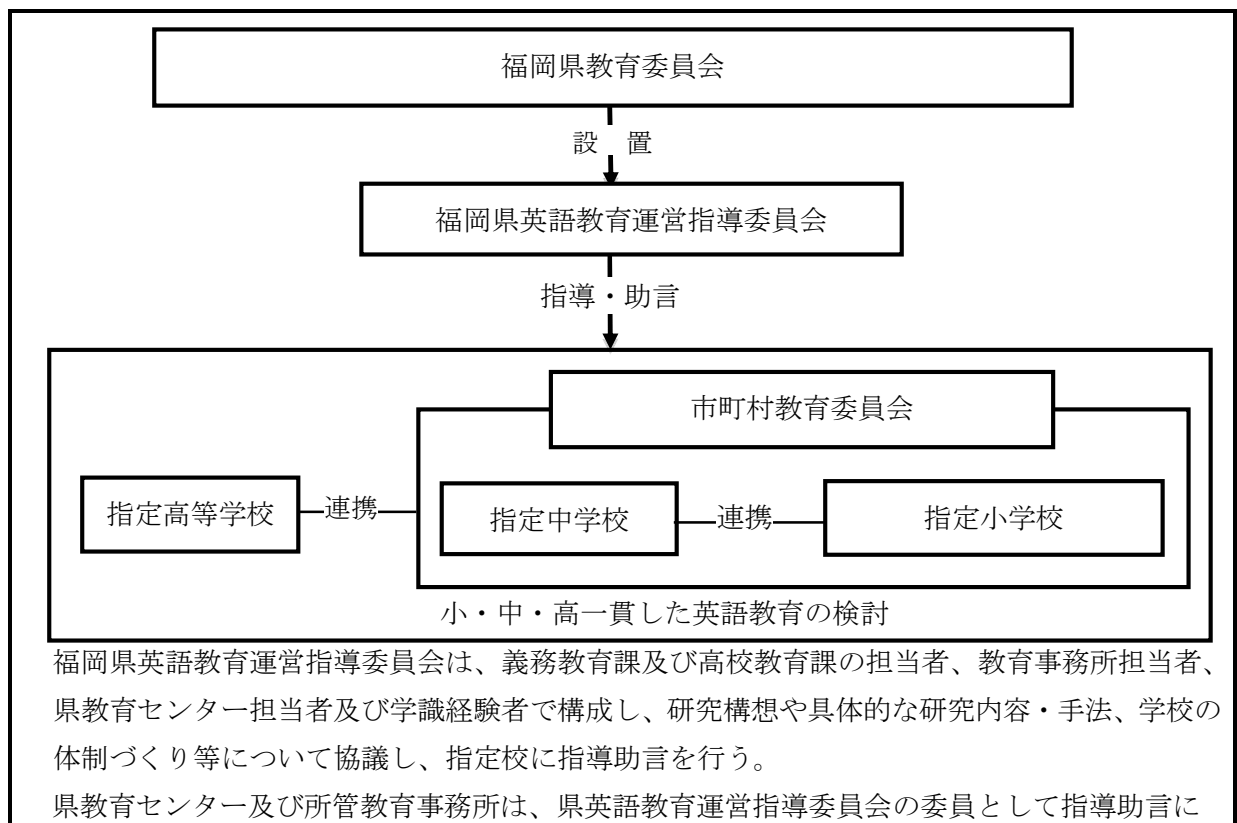 福岡県教育委員会
設 置
福岡県英語教育運営指導委員会
指導・助言
市町村教育委員会
指定高等学校
連携
指定中学校
連携
指定小学校
小・中・高一貫した英語教育の検討
福岡県英語教育運営指導委員会は、義務教育課及び高校教育課の担当者、教育事務所担当者、
県教育センター担当者及び学識経験者で構成し、研究構想や具体的な研究内容・手法、学校の
体制づくり等について協議し、指定校に指導助言を行う。
県教育センター及び所管教育事務所は、県英語教育運営指導委員会の委員として指導助言に